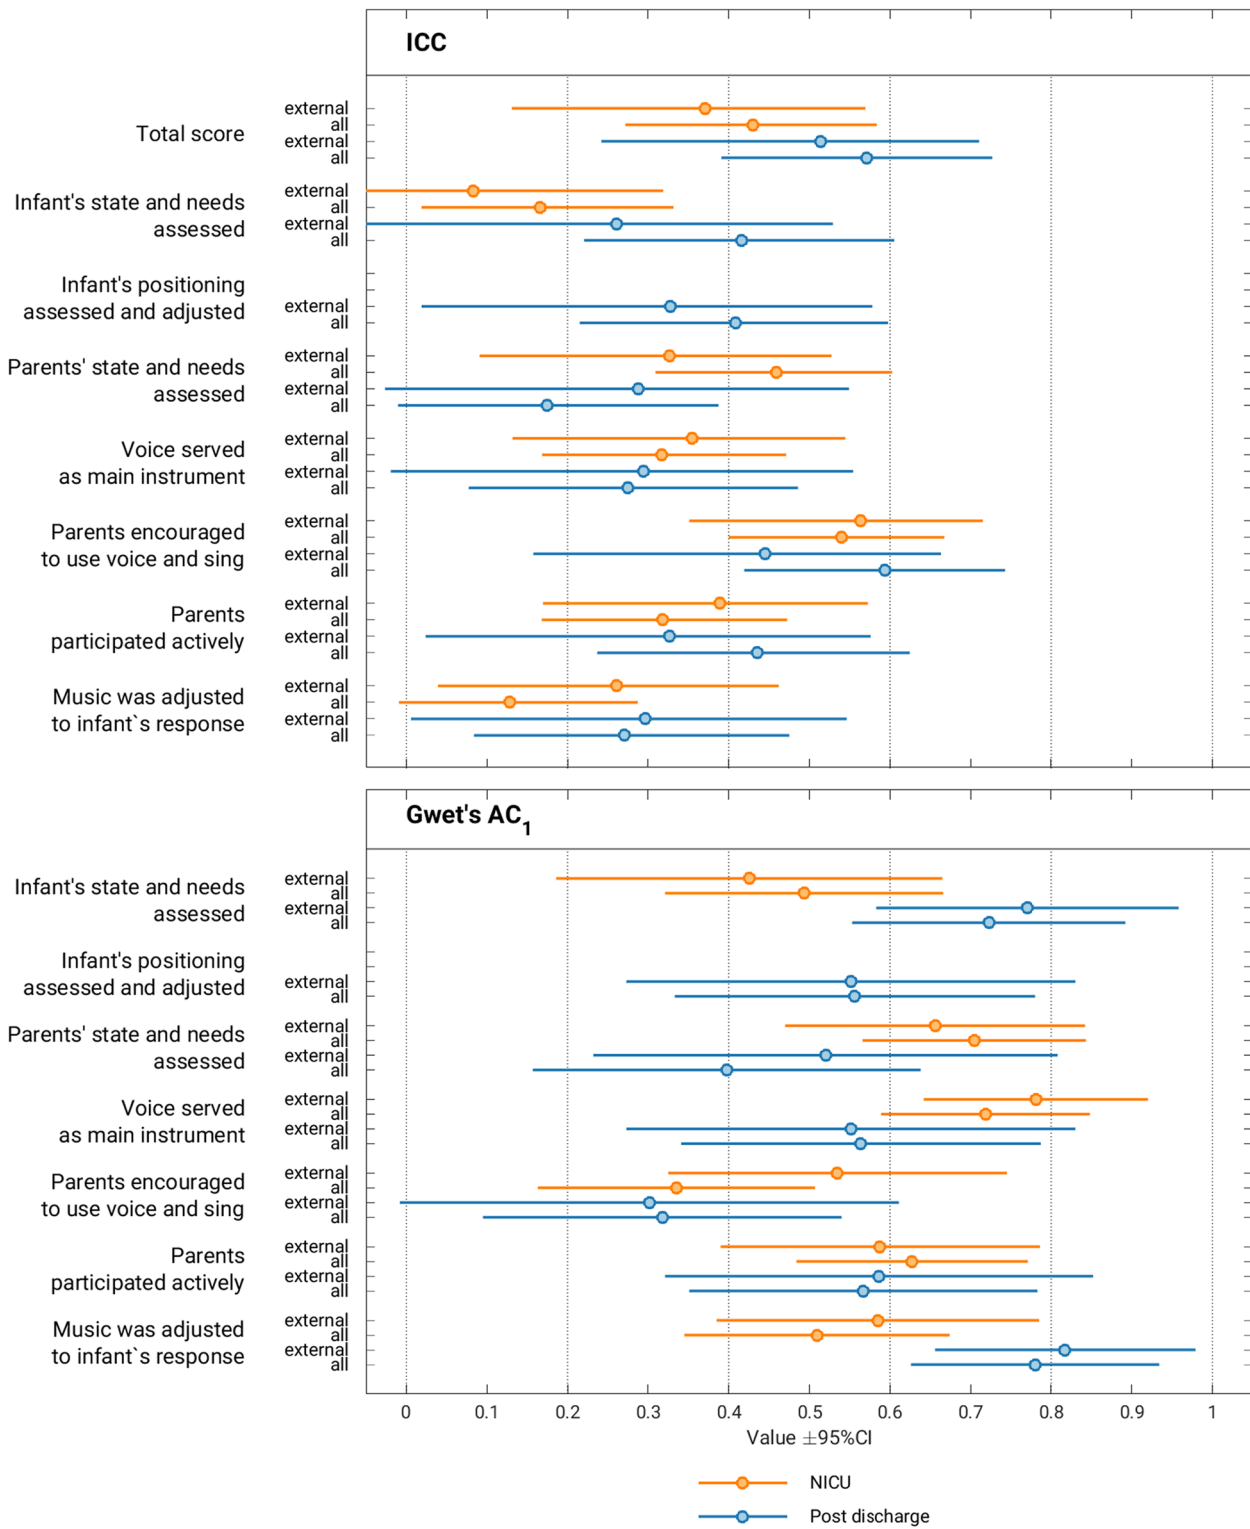 ICC
Total score
external
all
external
all
Infant's state and needs
assessed
external
all
external
all
Infant's positioning
assessed and adjusted
external
all
Parents' state and needs
assessed
external
all
external
all
Voice served
as main instrument
external
all
external
all
Parents encouraged
to use voice and sing
external
all
external
all
Parents
participated actively
external
all
external
all
Music was adjusted
to infant`s response
external
all
external
all
Gwet's AC1
Infant's state and needs
assessed
external
all
external
all
Infant's positioning
assessed and adjusted
external
all
Parents' state and needs
assessed
external
all
external
all
Voice served
as main instrument
external
all
external
all
Parents encouraged
to use voice and sing
external
all
external
all
Parents
participated actively
external
all
external
all
Music was adjusted
to infant`s response
external
all
external
all
0 0.1 0.2 0.3 0.4 0.5 0.6 0.7 0.8 0.9 1
Value ±95%CI
NICU
Post discharge